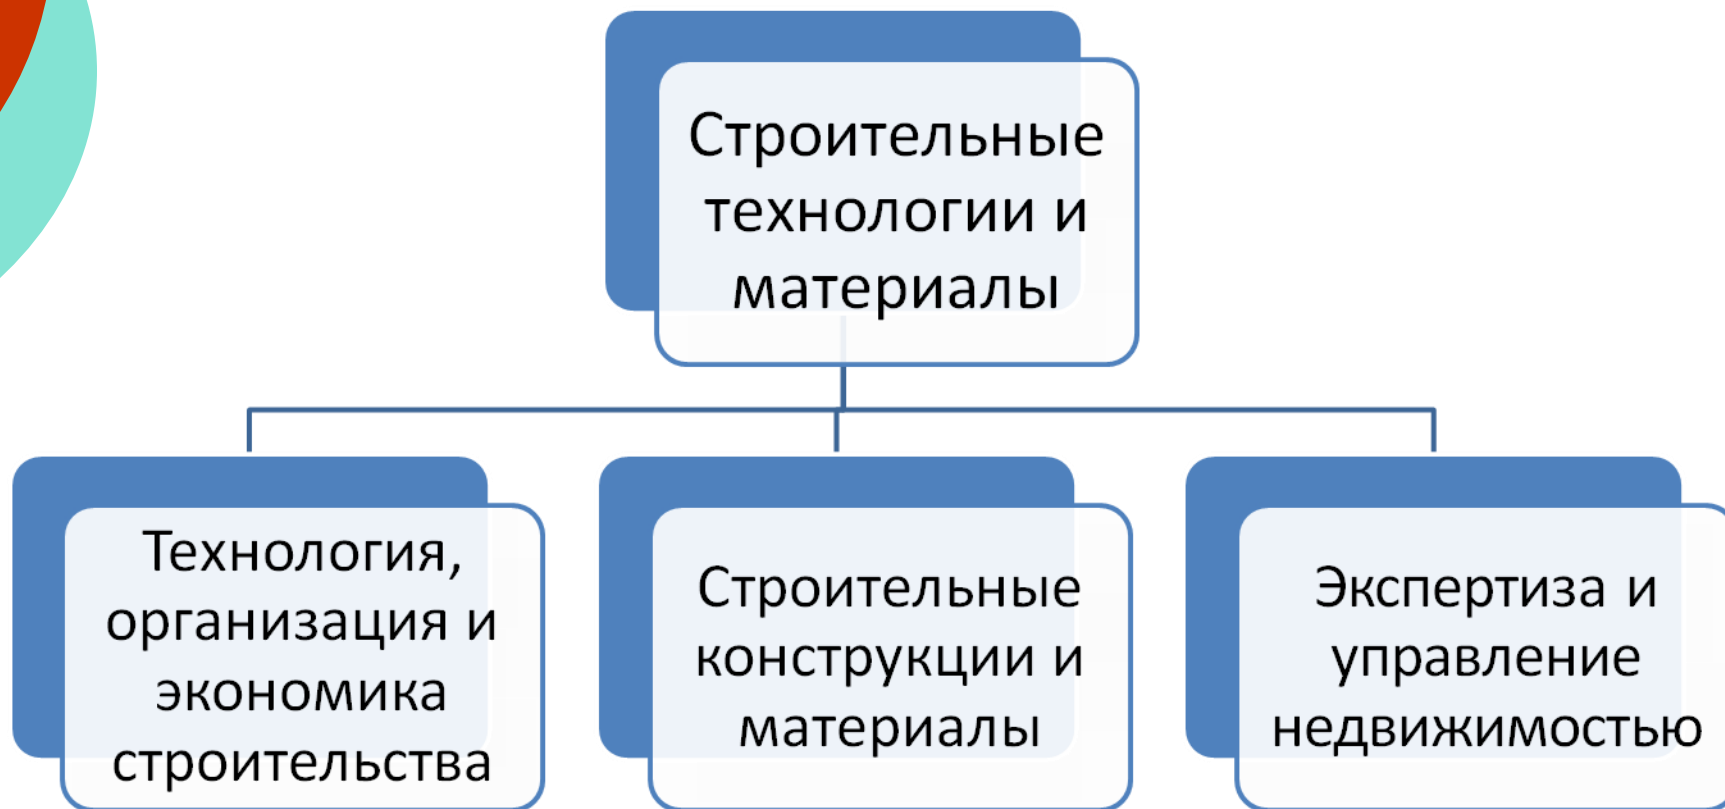 Строительные
технологии и
материалы
Технология,
организация и
экономика
строительства
Строительные
конструкции и
материалы
Экспертиза и
управление
недвижимостью